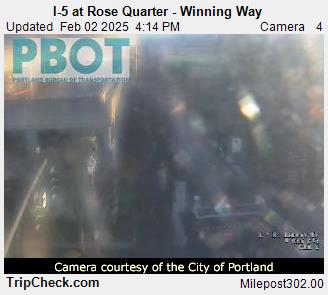 I-5 at Rose Quarter - Winning Way
Updated Feb 02 2025 4:14 PM Camera 4
PBOT
PORTLAND BUREAU OF TRANSPORTATION
Camera courtesy of the City of Portland
TripCheck.com Milepost302.00